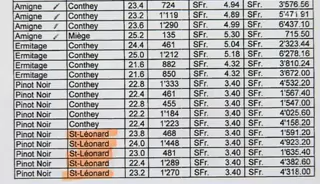 Amigne Conthey 23.4 724 SFr. 4.94 SFr. 3'576.56
Amigne Conthey 22.2 1'119 SFr. 4.89 SFr. 5'471.91
Amigne Conthey 23.6 1'290 SFr. 4.99 SFr. 6'437.10
Amigne Miège 25.2 135 SFr. 5.30 SFr. 715.50
Ermitage Conthey 24.4 461 SFr. 5.04 SFr. 2'323.44
Ermitage Conthey 25.0 1'212 SFr. 5.18 SFr. 6'278.16
Ermitage Conthey 21.6 882 SFr. 4.32 SFr. 3'810.24
Ermitage Conthey 21.6 850 SFr. 4.32 SFr. 3'672.00
Pinot Noir Conthey 22.8 1'333 SFr. 3.40 SFr. 4'532.20
Pinot Noir Conthey 22.4 461 SFr. 3.40 SFr. 1'567.40
Pinot Noir Conthey 22.8 455 SFr. 3.40 SFr. 1'547.00
Pinot Noir Conthey 22.2 1'184 SFr. 3.40 SFr. 4'025.60
Pinot Noir Conthey 22.4 1'223 SFr. 3.40 SFr. 4'158.20
Pinot Noir St-Léonard 23.8 468 SFr. 3.40 SFr. 1'591.20
Pinot Noir St-Léonard 24.0 1'448 SFr. 3.40 SFr. 4'923.20
Pinot Noir St-Léonard 23.0 481 SFr. 3.40 SFr. 1'635.40
Pinot Noir St-Léonard 22.4 1'289 SFr. 3.40 SFr. 4'382.60
Pinot Noir St-Léonard 23.2 1'270 SFr. 3.40 SFr. 4'318.00